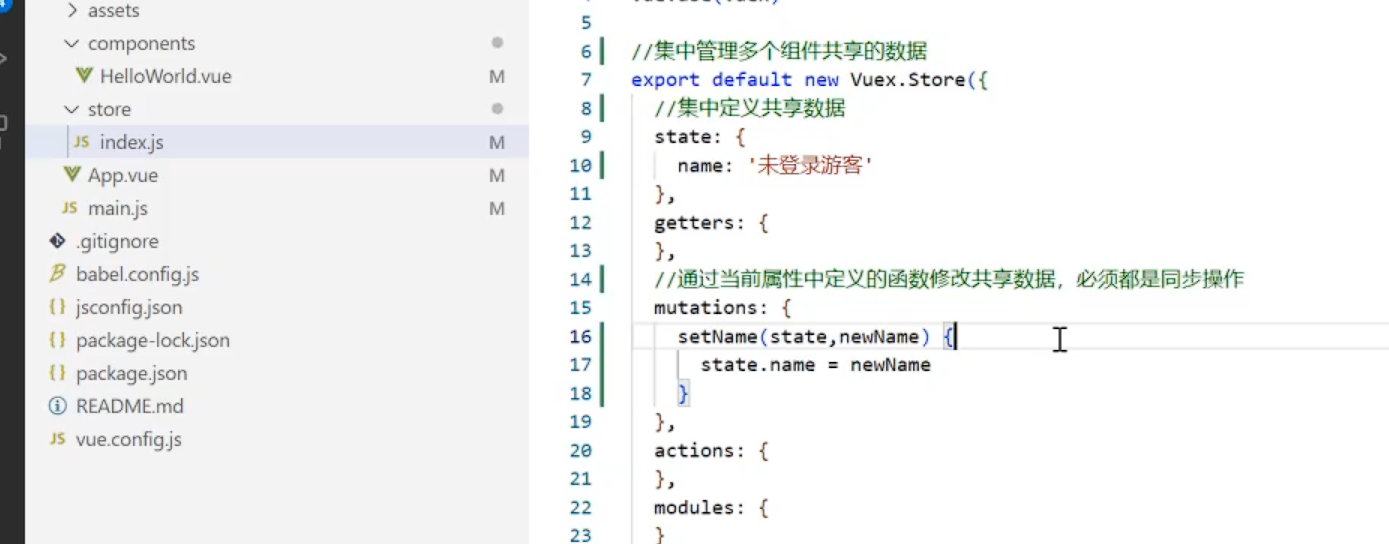 assets
components
HelloWorld.vue M
store
JS index.js M
App.vue M
JS main.js M
.gitignore
babel.config.js
{} jsconfig.json
{} package-lock.json
{} package.json
README.md
JS vue.config.js
5
6 //集中管理多个组件共享的数据
7 export default new Vuex.Store({
8 //集中定义共享数据
9 state: {
10 name: '未登录游客'
11 },
12 getters: {
13 },
14 //通过当前属性中定义的函数修改共享数据，必须都是同步操作
15 mutations: {
16 setName(state,newName) {
17 state.name = newName
18 }
19 },
20 actions: {
21 },
22 modules: {
23 }